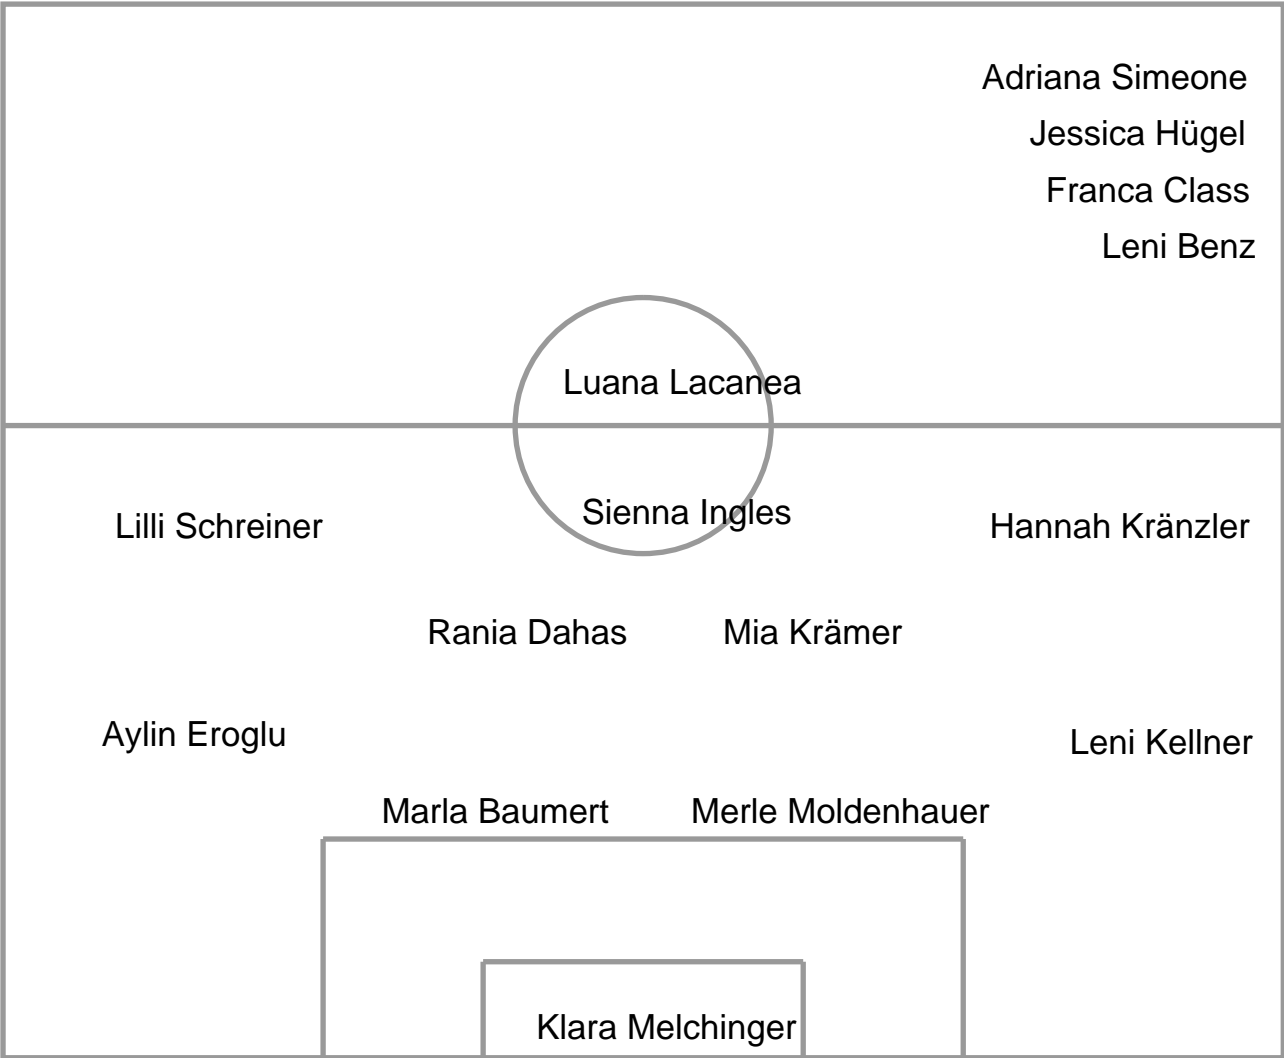 Adriana Simeone
Jessica Hügel
Franca Class
Leni Benz
Luana Lacanea
Sienna Ingles
Lilli Schreiner
Hannah Kränzler
Rania Dahas
Mia Krämer
Aylin Eroglu
Leni Kellner
Marla Baumert
Merle Moldenhauer
Klara Melchinger